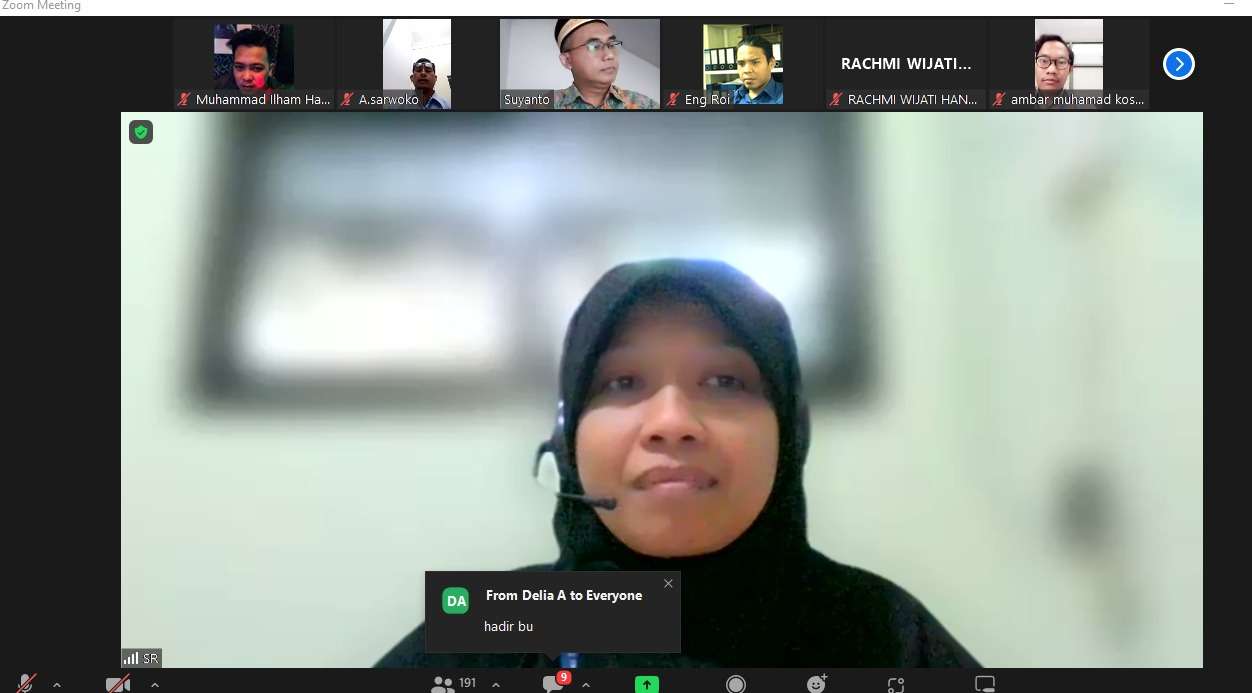 Zoom Meeting
RACHMI WIJATI...
Muhammad Ilham Ha...
A.sarwoko
Suyanto
Eng Roi
RACHMI WIJATI HAN...
ambar muhamad kos...
DA
From Delia A to Everyone
hadir bu
SR
191
9